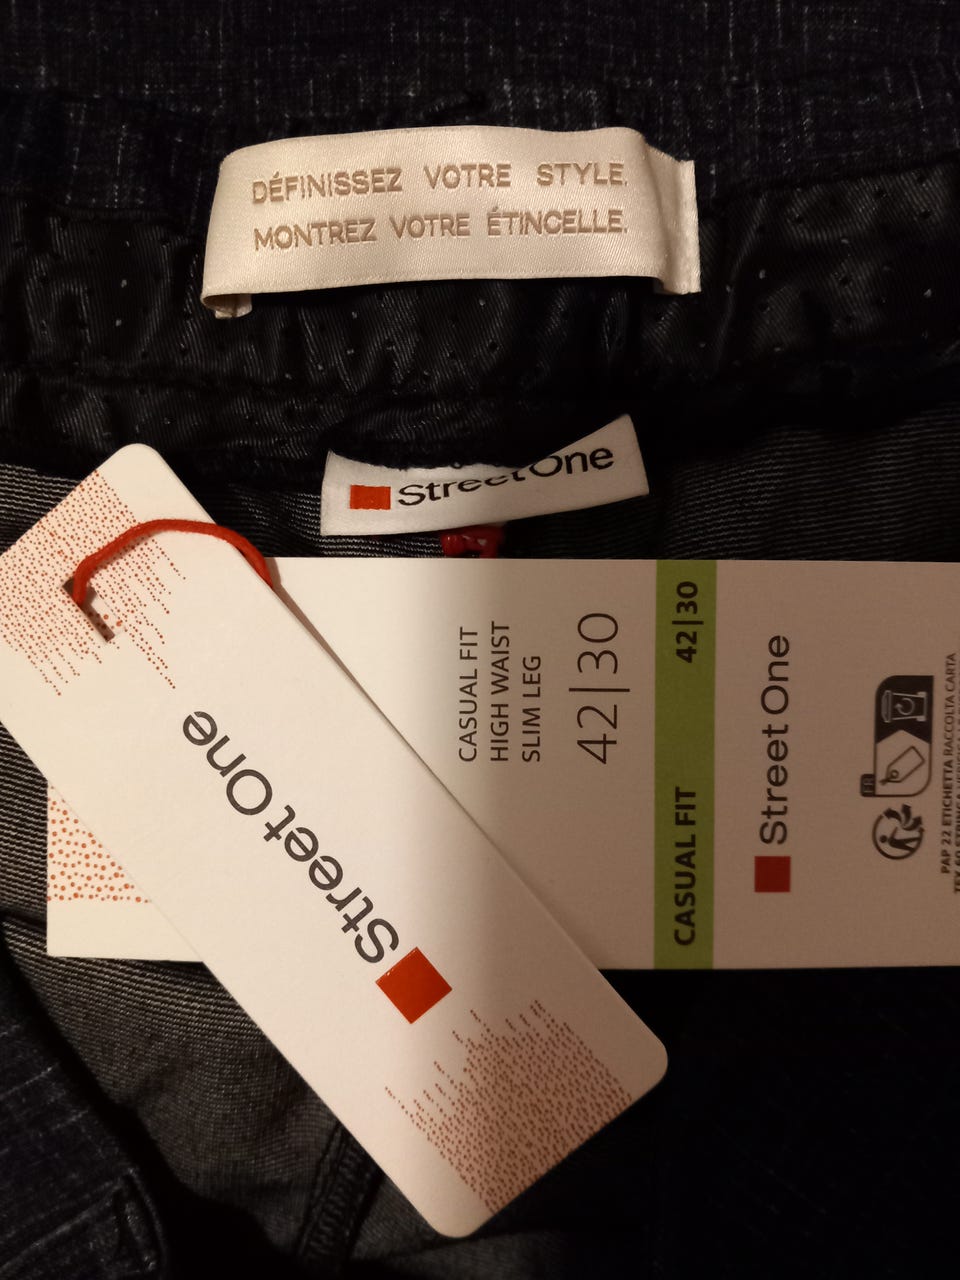 DÉFINISSEZ VOTRE STYLE.
MONTREZ VOTRE ÉTINCELLE.
Street One
CASUAL FIT
HIGH WAIST
SLIM LEG
42|30
CASUAL FIT 42|30
Street One
FR
PAP 22 ETICHETTA RACCOLTA CARTA
Street One